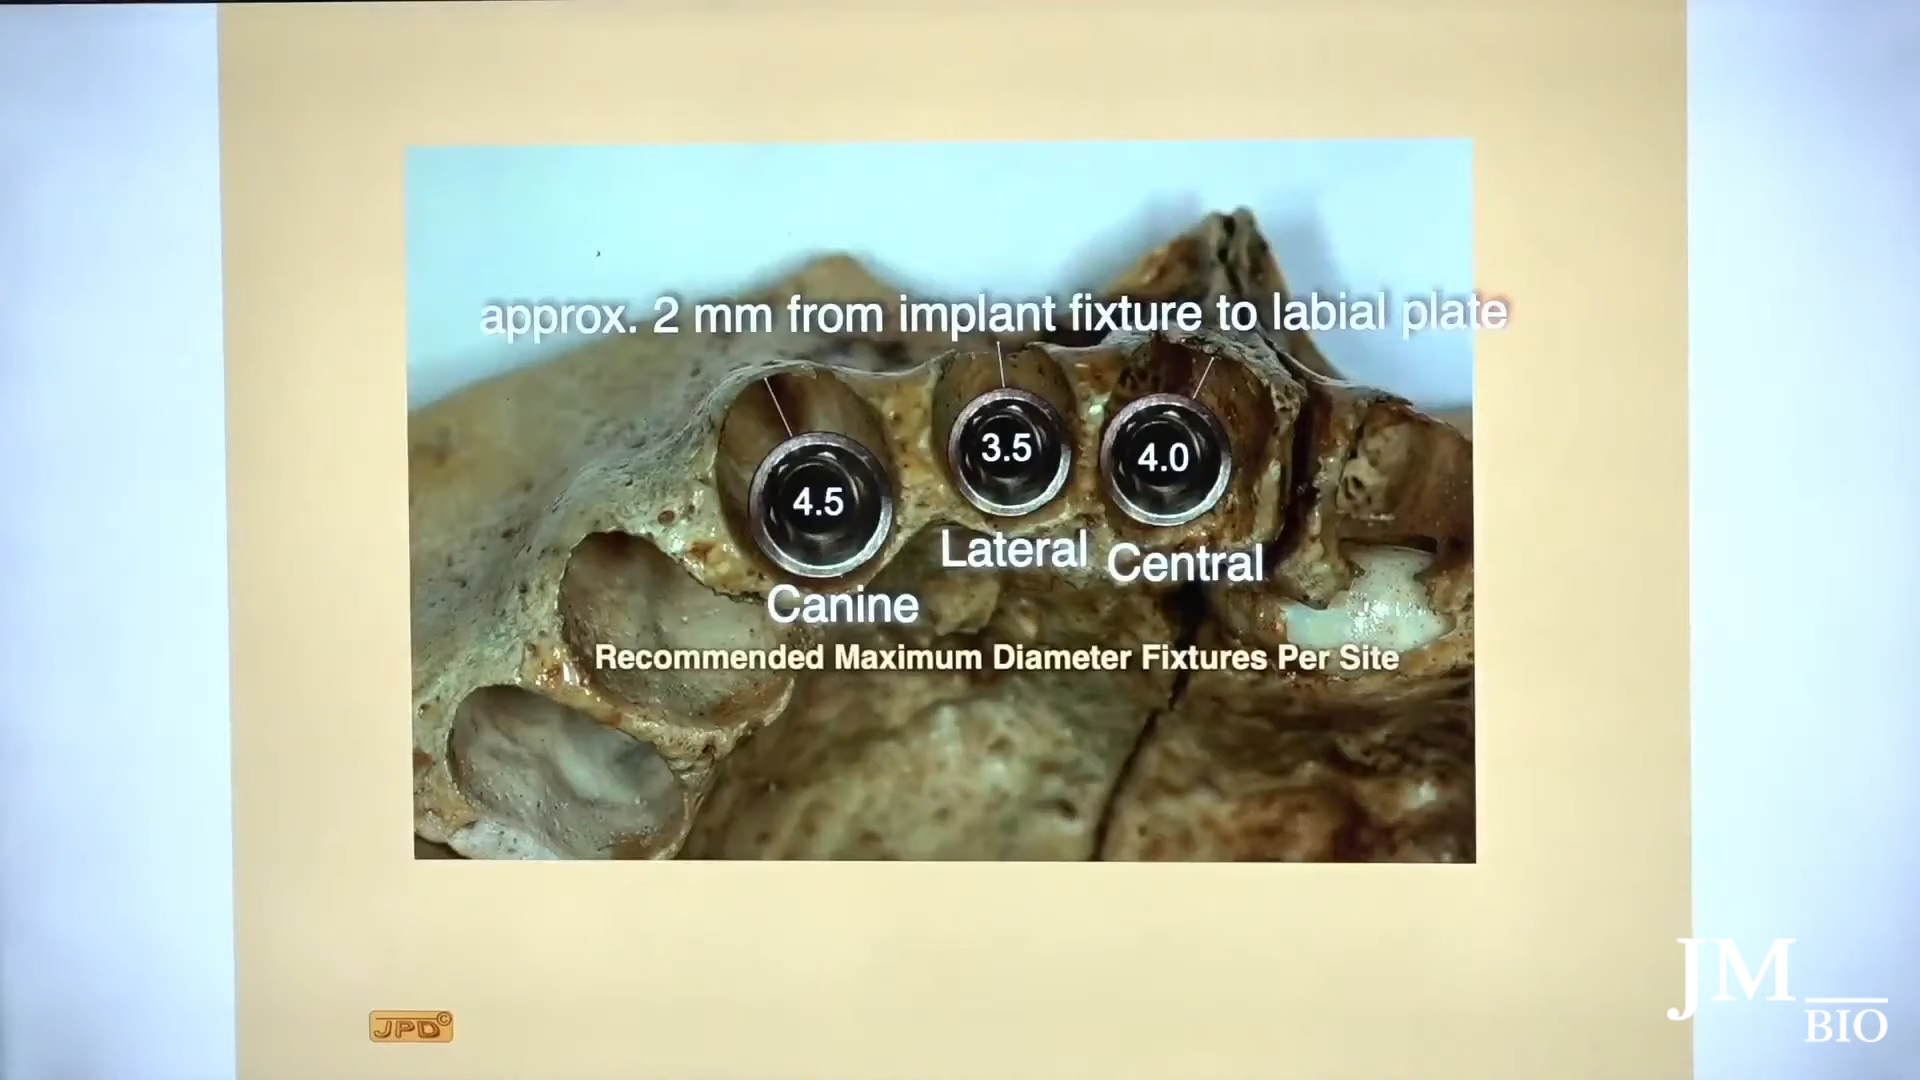 approx. 2 mm from implant fixture to labial plate
4.5
3.5
4.0
Lateral
Central
Canine
Recommended Maximum Diameter Fixtures Per Site
JPD©
JM
BIO